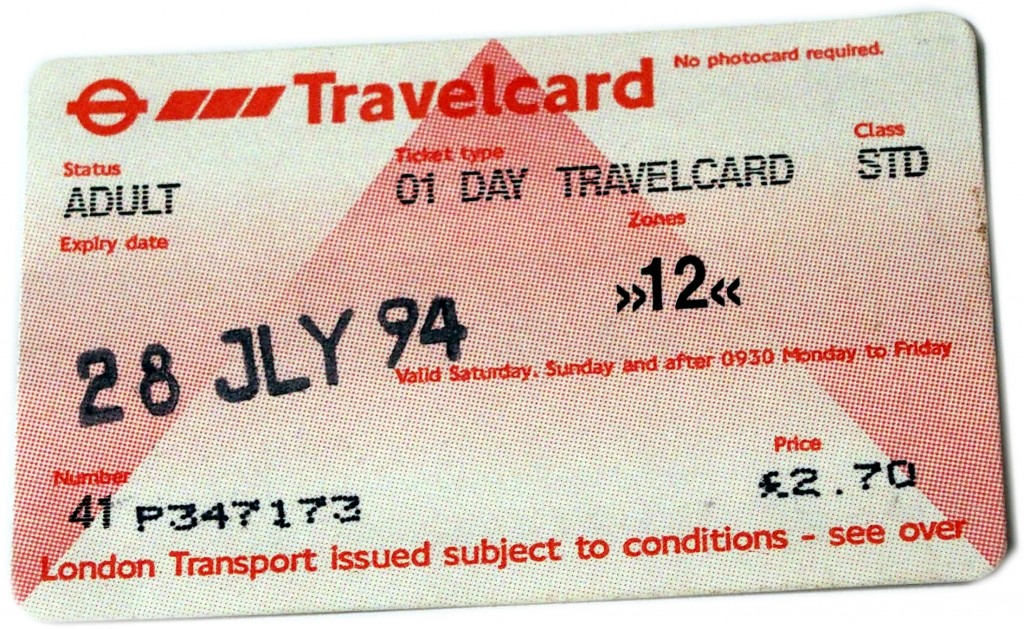 Travelcard
No photocard required.
Status
Ticket type
Class
ADULT
01 DAY TRAVELCARD
STD
Expiry date
Zones
»12«
28 JLY 94
Valid Saturday, Sunday and after 0930 Monday to Friday
Number
Price
41 P347173
£2.70
London Transport issued subject to conditions - see over